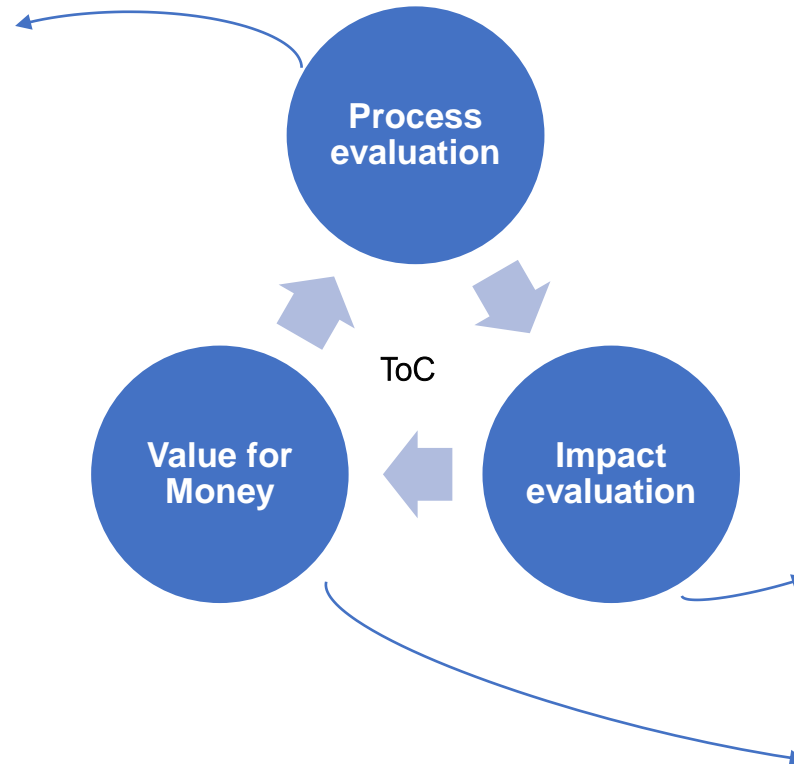 Process
evaluation
ToC
Value for
Money
Impact
evaluation